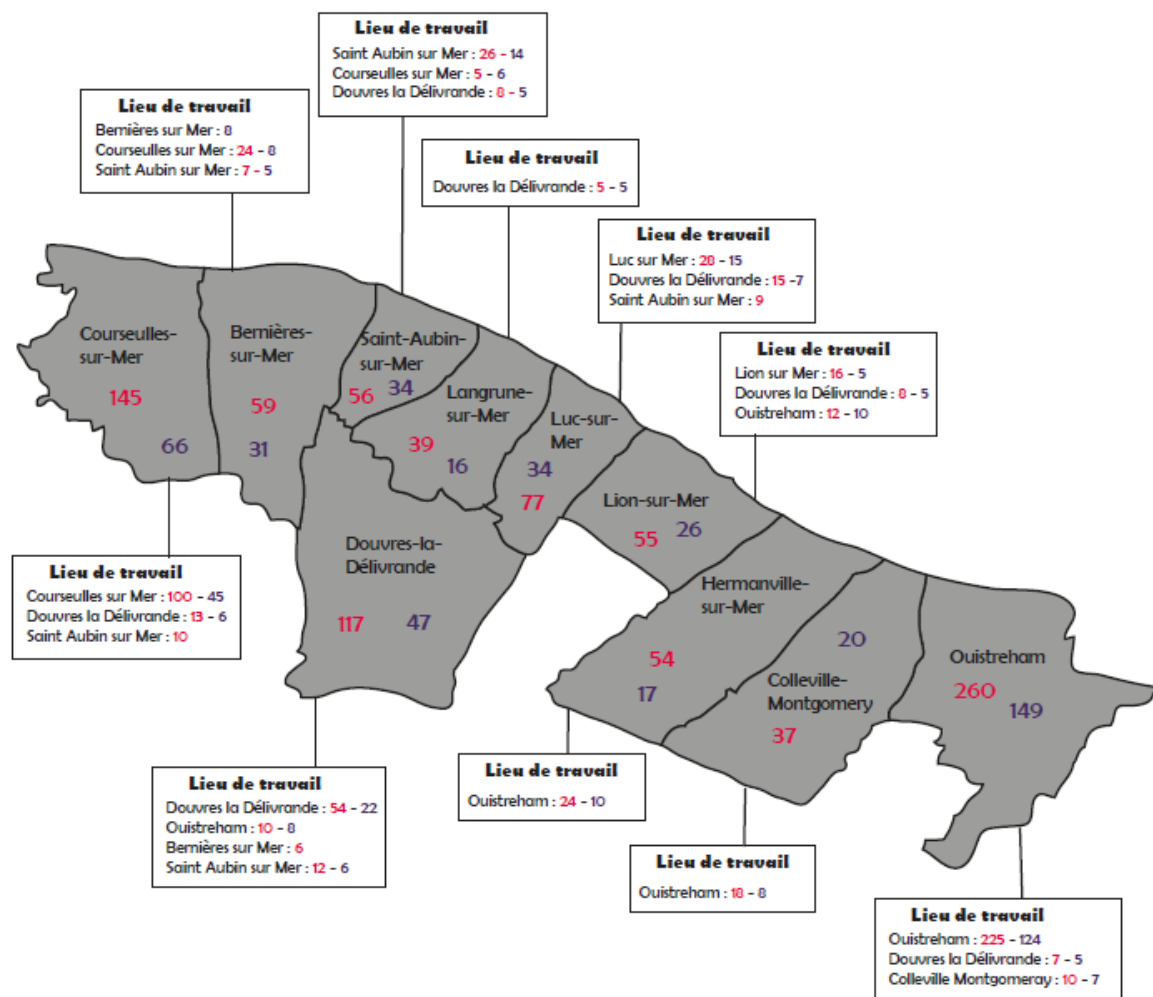 Lieu de travail
Saint Aubin sur Mer : 26 - 14
Courseulles sur Mer : 5 - 6
Douvres la Délivrande : 8 - 5
Lieu de travail
Bernières sur Mer : 8
Courseulles sur Mer : 24 - 8
Saint Aubin sur Mer : 7 - 5
Lieu de travail
Douvres la Délivrande : 5 - 5
Lieu de travail
Luc sur Mer : 28 - 15
Douvres la Délivrande : 15 -7
Saint Aubin sur Mer : 9
Lieu de travail
Lion sur Mer : 16 - 5
Douvres la Délivrande : 8 - 5
Ouistreham : 12 - 10
Courseulles-
sur-Mer
145
66
Bernières-
sur-Mer
59
31
Saint-Aubin-
sur-Mer
56 34
Langrune-
sur-Mer
39
16
Luc-sur-
Mer
34
77
Lion-sur-Mer
55 26
Douvres-la-
Délivrande
117 47
Hermanville-
sur-Mer
54
17
20
Colleville-
Montgomery
37
Ouistreham
260
149
Lieu de travail
Courseulles sur Mer : 100 - 45
Douvres la Délivrande : 13 - 6
Saint Aubin sur Mer : 10
Lieu de travail
Douvres la Délivrande : 54 - 22
Ouistreham : 10 - 8
Bernières sur Mer : 6
Saint Aubin sur Mer : 12 - 6
Lieu de travail
Ouistreham : 24 - 10
Lieu de travail
Ouistreham : 18 - 8
Lieu de travail
Ouistreham : 225 - 124
Douvres la Délivrande : 7 - 5
Colleville Montgomeray : 10 - 7